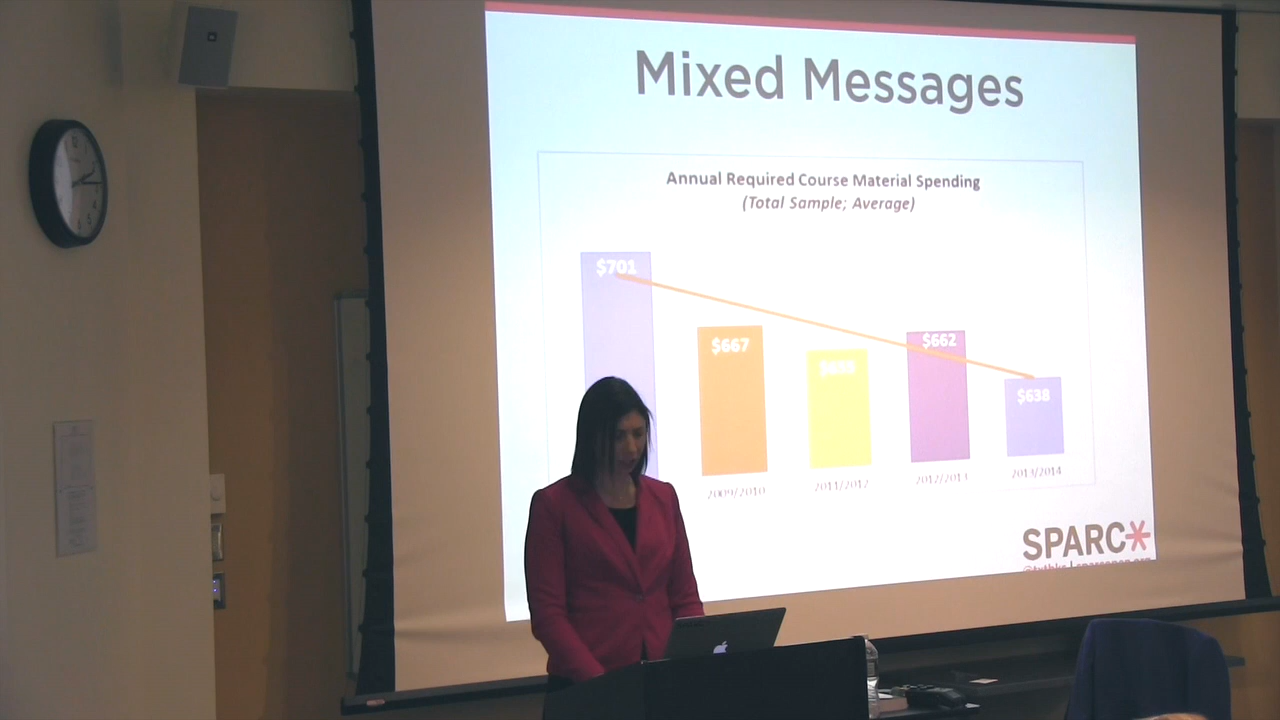 Mixed Messages
Annual Required Course Material Spending
(Total Sample; Average)
$701
$667
$662
$638
2009/2010
2011/2012
2012/2013
2013/2014
SPARC